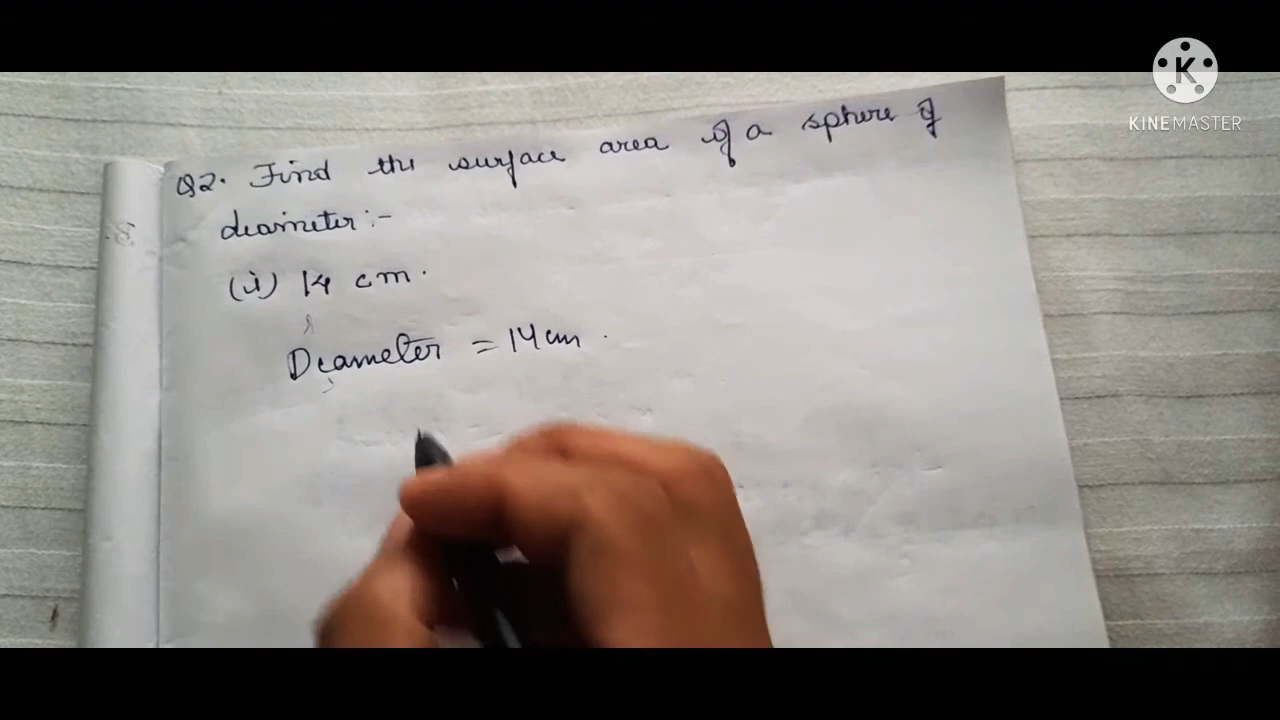 K
KINEMASTER
Q2. Find the surface area of a sphere of
diameter:-
(i) 14 cm.
Diameter = 14cm.